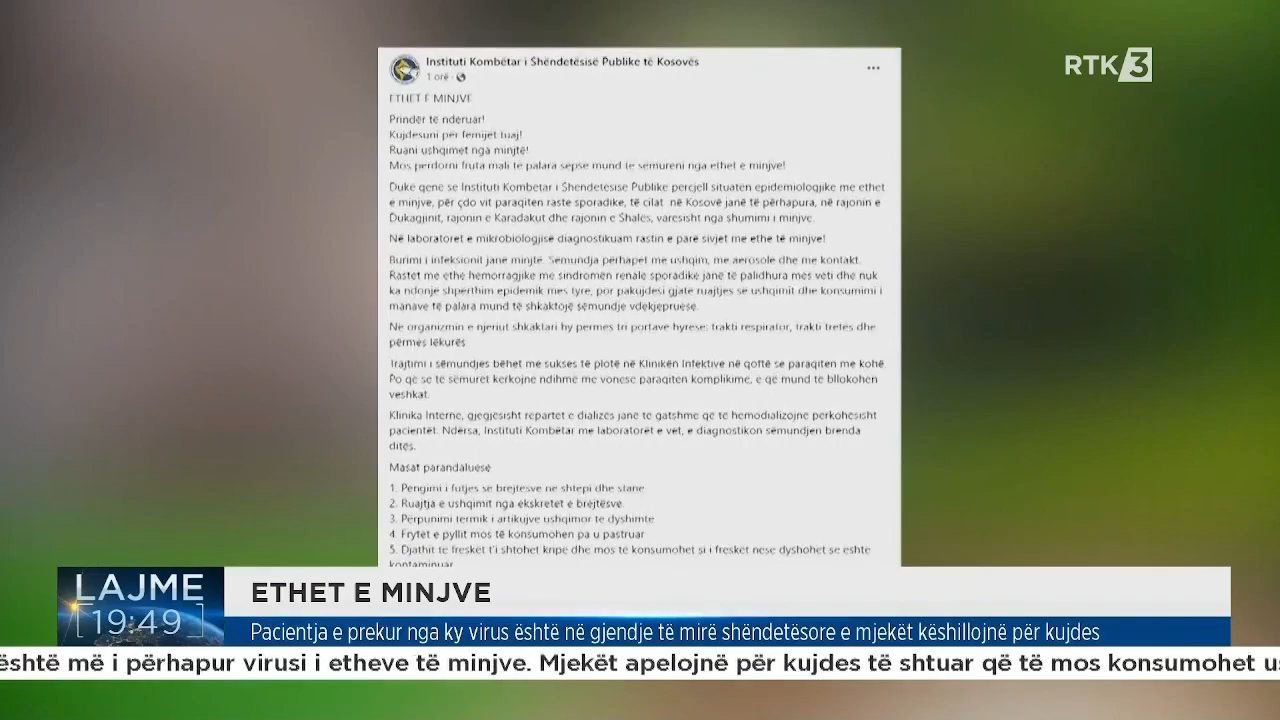 Instituti Kombëtar i Shëndetësisë Publike të Kosovës
1 orë
RTK 3
ETHET E MINJVE
Prindër të nderuar!
Kujdesuni për fëmijët tuaj!
Ruani ushqimet nga minjtë!
Mos përdorni fruta mali të palara sepse mund të sëmureni nga ethet e minjve!
Duke qenë se Instituti Kombëtar i Shëndetësisë Publike përcjell situatën epidemiologjike me ethet
e minjve, për çdo vit paraqiten raste sporadike, të cilat në Kosovë janë të përhapura, në rajonin e
Dukagjinit, rajonin e Karadakut dhe rajonin e Shalës, varësisht nga shumimi i minjve.
Në laboratorët e mikrobiologjisë diagnostikuam rastin e parë sivjet me ethe të minjve!
Burimi i infeksionit janë minjtë. Sëmundja përhapet me ushqim, me aerosole dhe me kontakt.
Rastet me ethe hemorragjike me sindromën renale sporadike janë të palidhura mes veti dhe nuk
ka ndonjë shpërthim epidemik mes tyre, por pakujdesi gjatë ruajtjes së ushqimit dhe konsumimi i
manave të palara mund të shkaktojë sëmundje vdekjeprurëse.
Në organizmin e njeriut shkaktari hy përmes tri portave hyrëse: trakti respirator, trakti tretës dhe
përmes lëkurës
Trajtimi i sëmundjes bëhet me sukses të plotë në Klinikën Infektive në qoftë se paraqiten me kohë.
Po që se të sëmurët kërkojnë ndihmë me vonesë paraqiten komplikime, e që mund të bllokohen
veshkat.
Klinika Interne, gjegjësisht repartet e dializës janë të gatshme që të hemodializojnë përkohësisht
pacientët. Ndërsa, Instituti Kombëtar me laboratorët e vet, e diagnostikon sëmundjen brenda
ditës.
Masat parandaluese
1. Pengimi i futjes së brejtësve në shtëpi dhe stane
2. Ruajtja e ushqimit nga ekskretet e brejtësve.
3. Përpunimi termik i artikujve ushqimor të dyshimtë
4. Frytet e pyllit mos të konsumohen pa u pastruar
5. Djathit të freskët t'i shtohet kripë dhe mos të konsumohet si i freskët nëse dyshohet se është
kontaminuar
LAJME
19:49
ETHET E MINJVE
Pacientja e prekur nga ky virus është në gjendje të mirë shëndetësore e mjekët këshillojnë për kujdes
është më i përhapur virusi i etheve të minjve. Mjekët apelojnë për kujdes të shtuar që të mos konsumohet